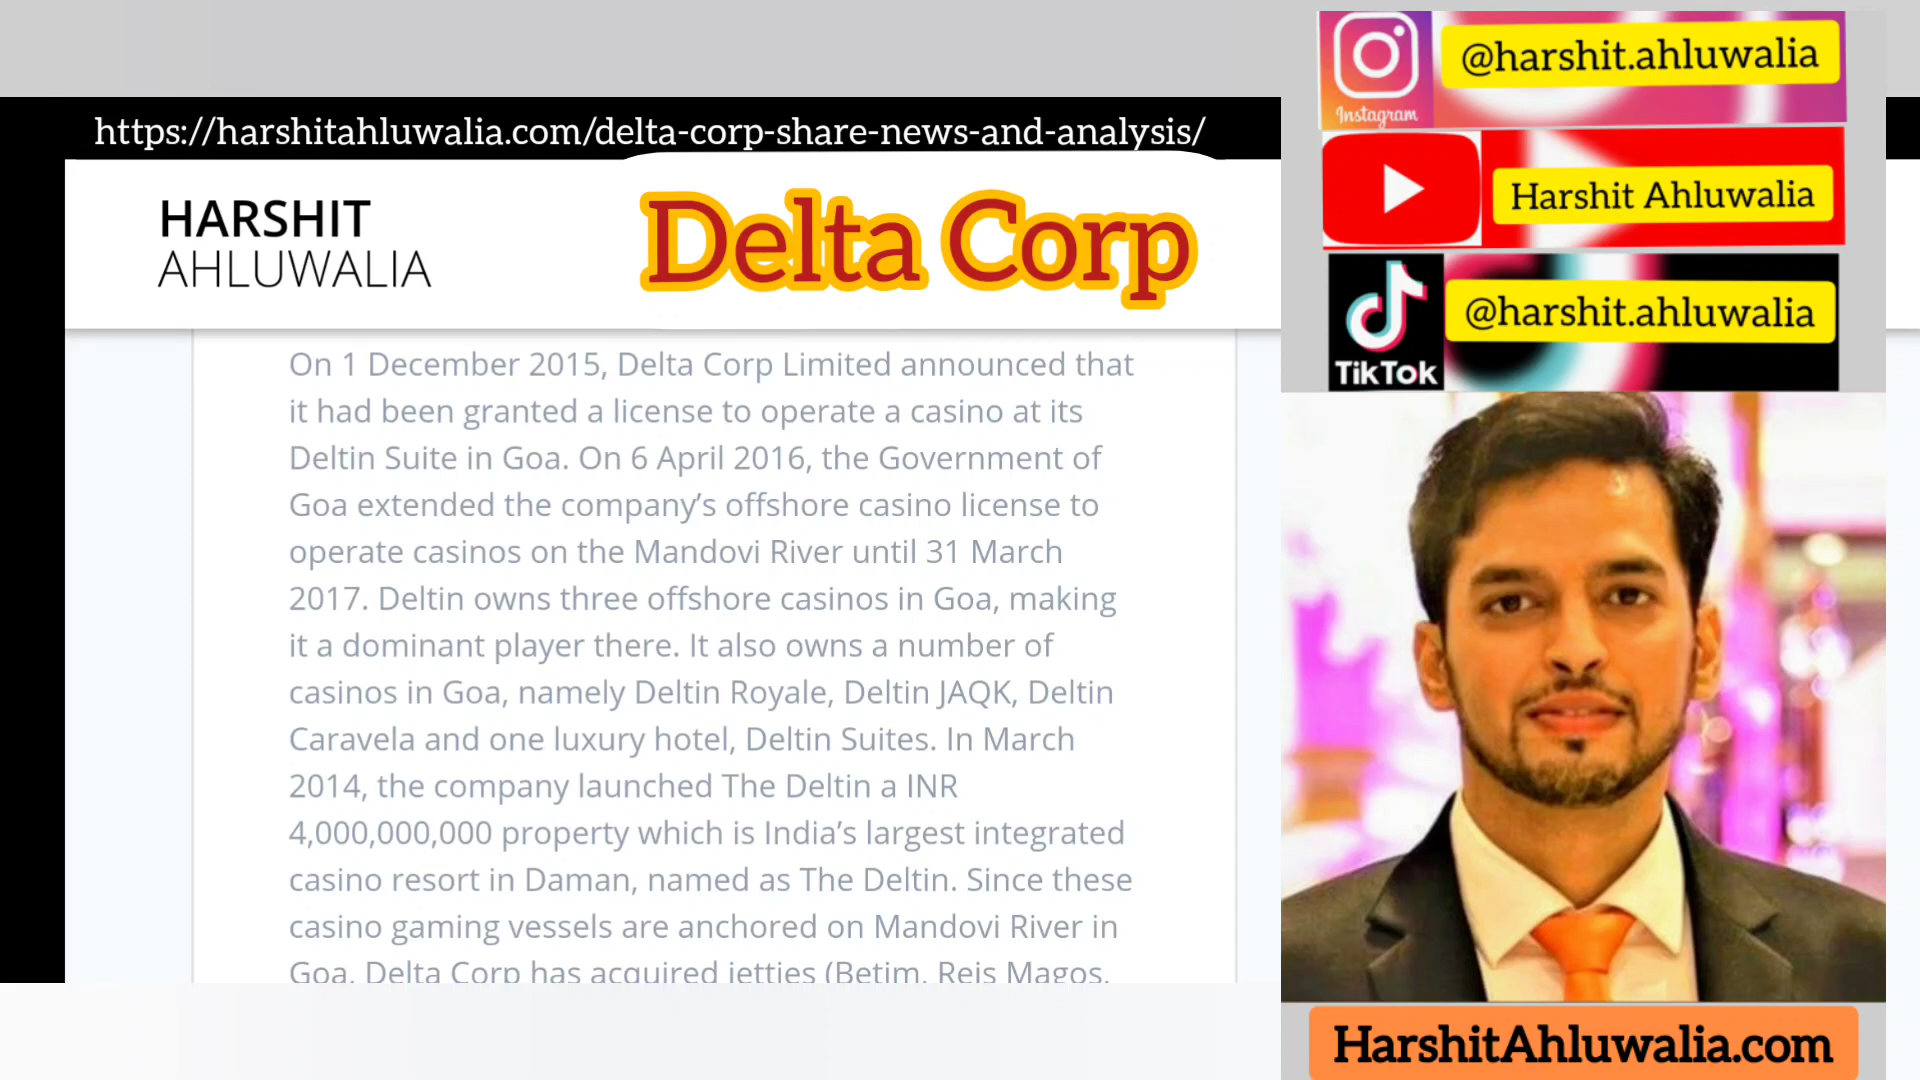 https://harshitahluwalia.com/delta-corp-share-news-and-analysis/
HARSHIT
AHLUWALIA
Delta Corp
On 1 December 2015, Delta Corp Limited announced that
it had been granted a license to operate a casino at its
Deltin Suite in Goa. On 6 April 2016, the Government of
Goa extended the company’s offshore casino license to
operate casinos on the Mandovi River until 31 March
2017. Deltin owns three offshore casinos in Goa, making
it a dominant player there. It also owns a number of
casinos in Goa, namely Deltin Royale, Deltin JAQK, Deltin
Caravela and one luxury hotel, Deltin Suites. In March
2014, the company launched The Deltin a INR
4,000,000,000 property which is India’s largest integrated
casino resort in Daman, named as The Deltin. Since these
casino gaming vessels are anchored on Mandovi River in
Goa, Delta Corp has acquired jetties (Betim, Reis Magos,
Instagram
@harshit.ahluwalia
Harshit Ahluwalia
TikTok
@harshit.ahluwalia
HarshitAhluwalia.com